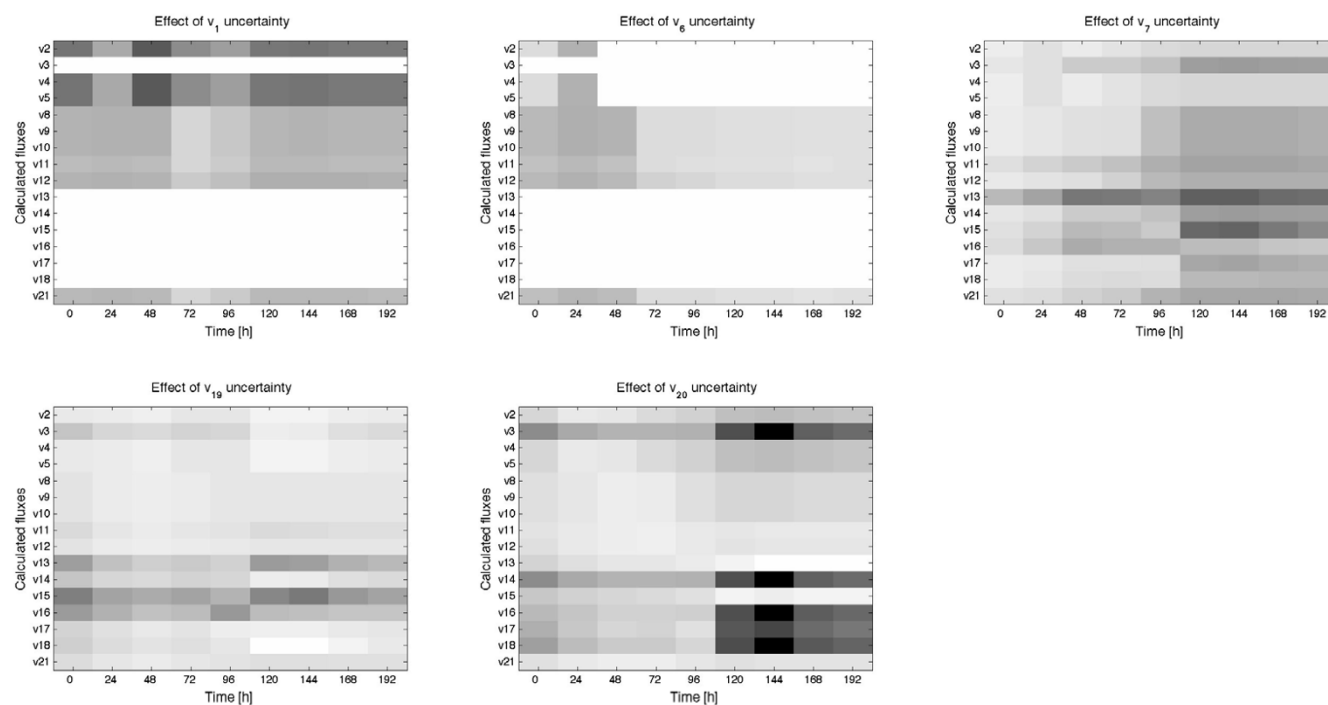 Effect of v1 uncertainty
Calculated fluxes
v2
v3
v4
v5
v8
v9
v10
v11
v12
v13
v14
v15
v16
v17
v18
v21
0 24 48 72 96 120 144 168 192
Time [h]
Effect of v6 uncertainty
Calculated fluxes
v2
v3
v4
v5
v8
v9
v10
v11
v12
v13
v14
v15
v16
v17
v18
v21
0 24 48 72 96 120 144 168 192
Time [h]
Effect of v7 uncertainty
Calculated fluxes
v2
v3
v4
v5
v8
v9
v10
v11
v12
v13
v14
v15
v16
v17
v18
v21
0 24 48 72 96 120 144 168 192
Time [h]
Effect of v19 uncertainty
Calculated fluxes
v2
v3
v4
v5
v8
v9
v10
v11
v12
v13
v14
v15
v16
v17
v18
v21
0 24 48 72 96 120 144 168 192
Time [h]
Effect of v20 uncertainty
Calculated fluxes
v2
v3
v4
v5
v8
v9
v10
v11
v12
v13
v14
v15
v16
v17
v18
v21
0 24 48 72 96 120 144 168 192
Time [h]